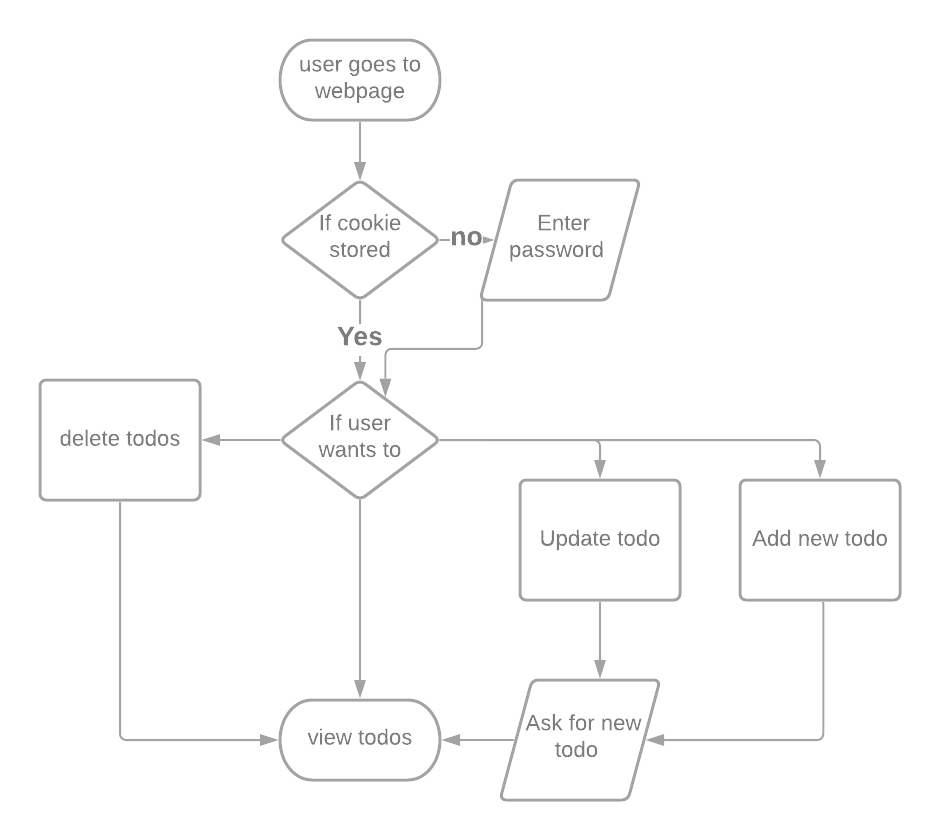 user goes to
webpage
If cookie
stored
no
Enter
password
Yes
If user
wants to
delete todos
Update todo
Add new todo
view todos
Ask for new
todo